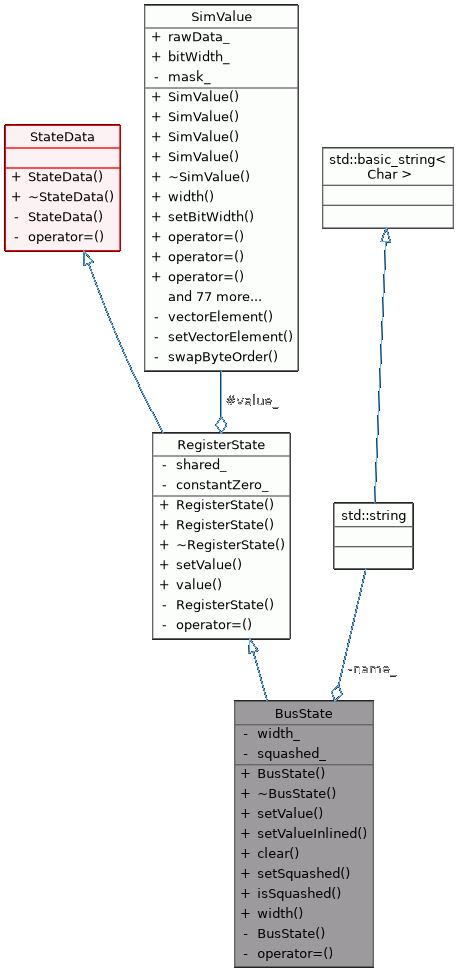 SimValue
+ rawData_
+ bitWidth_
- mask_
+ SimValue()
+ SimValue()
+ SimValue()
+ SimValue()
+ ~SimValue()
+ width()
+ setBitWidth()
+ operator=()
+ operator=()
+ operator=()
and 77 more...
- vectorElement()
- setVectorElement()
- swapByteOrder()
StateData
+ StateData()
+ ~StateData()
- StateData()
- operator=()
std::basic_string<
Char >
#value_
RegisterState
- shared_
- constantZero_
+ RegisterState()
+ RegisterState()
+ ~RegisterState()
+ setValue()
+ value()
- RegisterState()
- operator=()
std::string
-name_
BusState
- width_
- squashed_
+ BusState()
+ ~BusState()
+ setValue()
+ setValueInlined()
+ clear()
+ setSquashed()
+ isSquashed()
+ width()
- BusState()
- operator=()